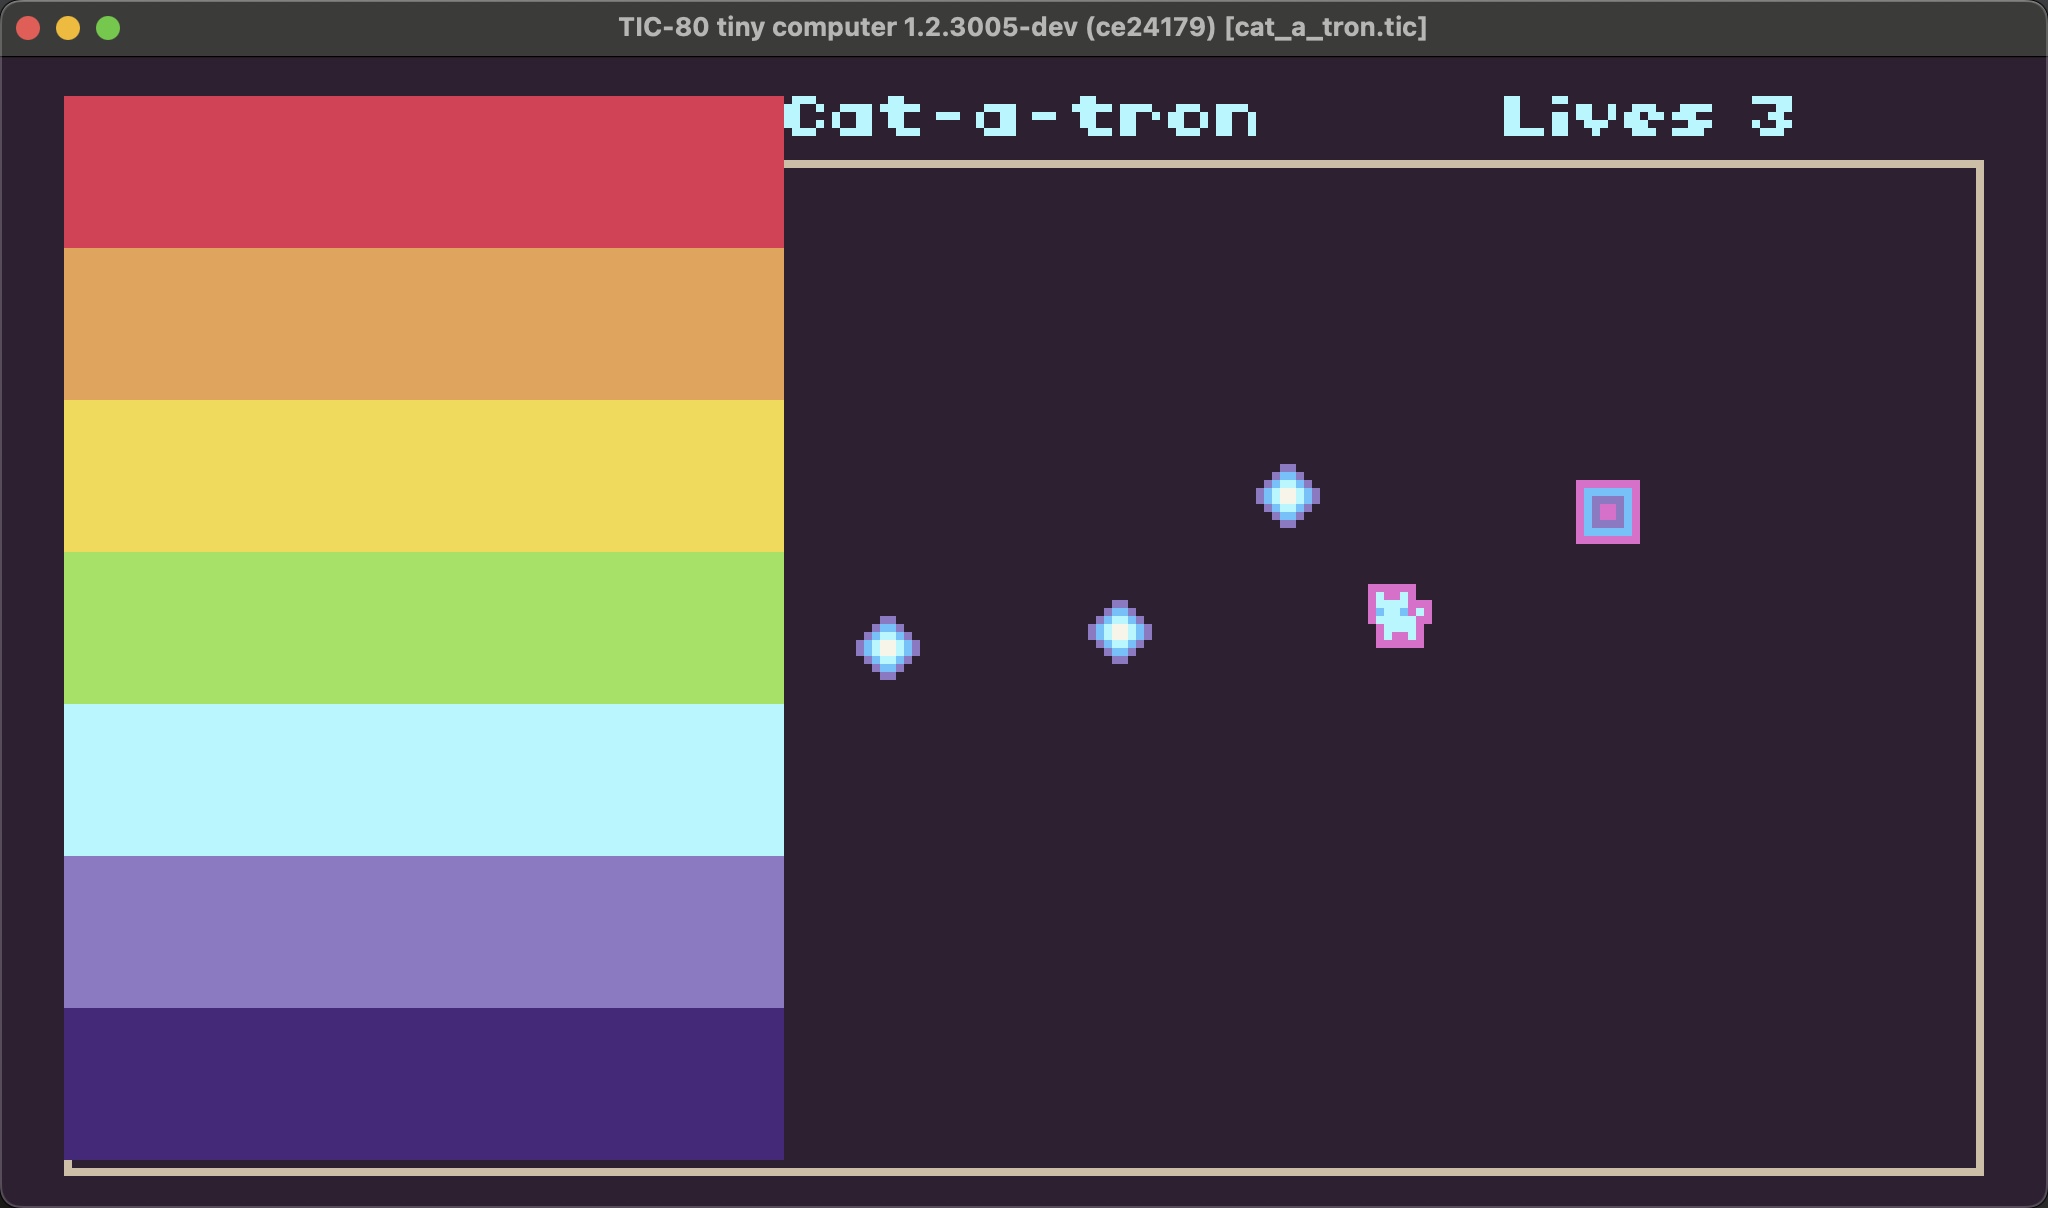 TIC-80 tiny computer 1.2.3005-dev (ce24179) [cat_a_tron.tic]
Cat-a-tron Lives 3